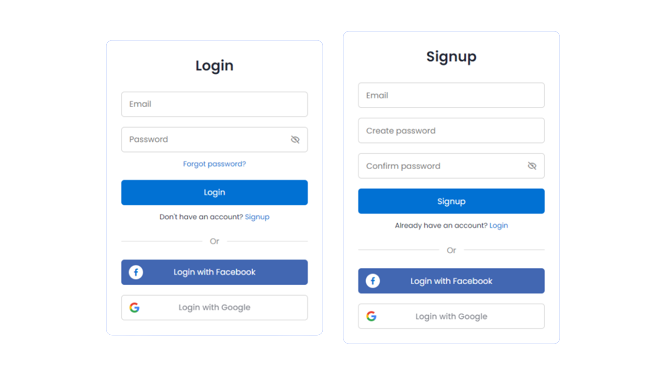 Login
Email
Password
Forgot password?
Login
Don't have an account? Signup
Or
Login with Facebook
Login with Google
Signup
Email
Create password
Confirm password
Signup
Already have an account? Login
Or
Login with Facebook
Login with Google